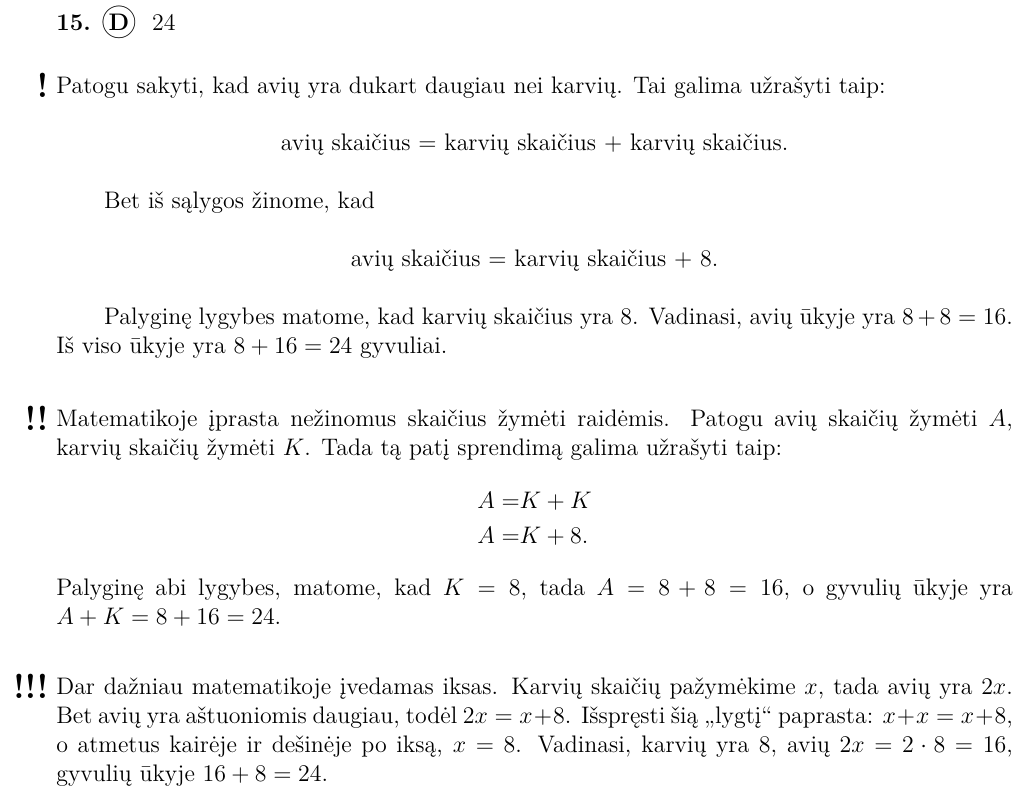 15. D 24
! Patogu sakyti, kad avių yra dukart daugiau nei karvių. Tai galima užrašyti taip:
avių skaičius = karvių skaičius + karvių skaičius.
Bet iš sąlygos žinome, kad
avių skaičius = karvių skaičius + 8.
Palyginę lygybes matome, kad karvių skaičius yra 8. Vadinasi, avių ūkyje yra 8 + 8 = 16.
Iš viso ūkyje yra 8 + 16 = 24 gyvuliai.
!! Matematikoje įprasta nežinomus skaičius žymėti raidėmis. Patogu avių skaičių žymėti A,
karvių skaičių žymėti K. Tada tą patį sprendimą galima užrašyti taip:
A =K + K
A =K + 8.
Palyginę abi lygybes, matome, kad K = 8, tada A = 8 + 8 = 16, o gyvulių ūkyje yra
A + K = 8 + 16 = 24.
!!! Dar dažniau matematikoje įvedamas iksas. Karvių skaičių pažymėkime x, tada avių yra 2x.
Bet avių yra aštuoniomis daugiau, todėl 2x = x+8. Išspręsti šią „lygtį“ paprasta: x+x = x+8,
o atmetus kairėje ir dešinėje po iksą, x = 8. Vadinasi, karvių yra 8, avių 2x = 2 · 8 = 16,
gyvulių ūkyje 16 + 8 = 24.